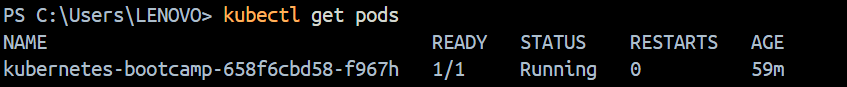 PS C:\Users\LENOVO> kubectl get pods
NAME READY STATUS RESTARTS AGE
kubernetes-bootcamp-658f6cbd58-f967h 1/1 Running 0 59m